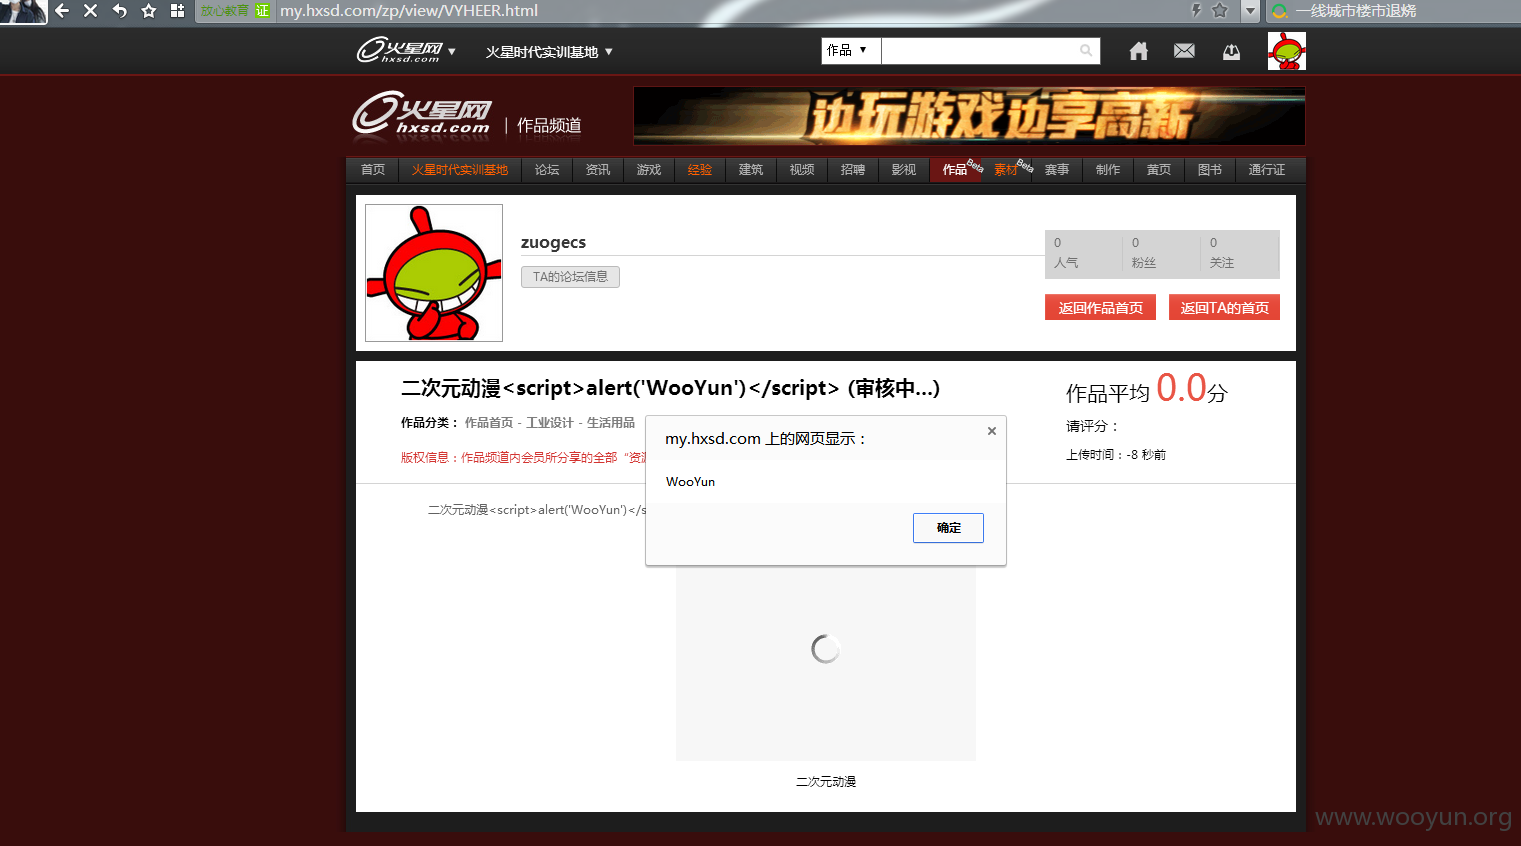 放心教育 证 my.hxsd.com/zp/view/VYHEER.html 一线城市楼市退烧
火星网 hxsd.com 火星时代实训基地 作品
火星网 hxsd.com | 作品频道 边玩游戏边享高新
首页 火星时代实训基地 论坛 资讯 游戏 经验 建筑 视频 招聘 影视 作品 Beta 素材 Beta 赛事 制作 黄页 图书 通行证
zuogecs
TA的论坛信息
0 0 0
人气 粉丝 关注
返回作品首页 返回TA的首页
二次元动漫<script>alert('WooYun')</script> (审核中...)
作品平均 0.0分
作品分类： 作品首页 - 工业设计 - 生活用品
请评分：
版权信息：作品频道内会员所分享的全部“资
上传时间：-8 秒前
my.hxsd.com 上的网页显示：
WooYun
确定
二次元动漫<script>alert('WooYun')</s
二次元动漫
www.wooyun.org